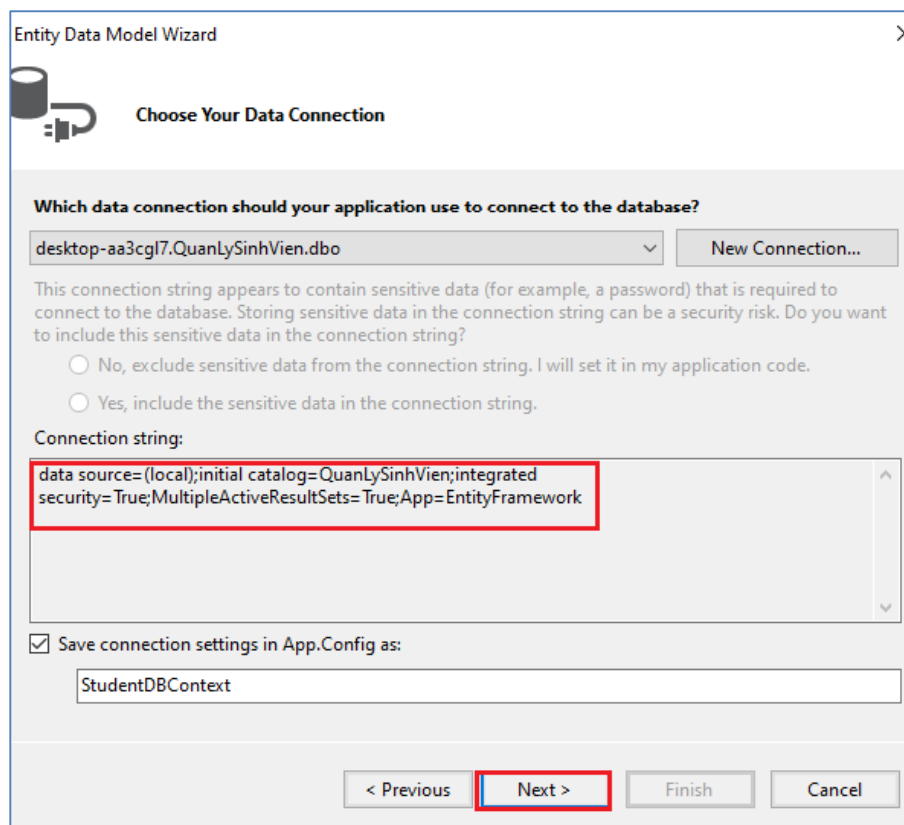 Entity Data Model Wizard
Choose Your Data Connection
Which data connection should your application use to connect to the database?
desktop-aa3cgl7.QuanLySinhVien.dbo
New Connection...
This connection string appears to contain sensitive data (for example, a password) that is required to
connect to the database. Storing sensitive data in the connection string can be a security risk. Do you want
to include this sensitive data in the connection string?
No, exclude sensitive data from the connection string. I will set it in my application code.
Yes, include the sensitive data in the connection string.
Connection string:
data source=(local);initial catalog=QuanLySinhVien;integrated
security=True;MultipleActiveResultSets=True;App=EntityFramework
Save connection settings in App.Config as:
StudentDBContext
< Previous
Next >
Finish
Cancel